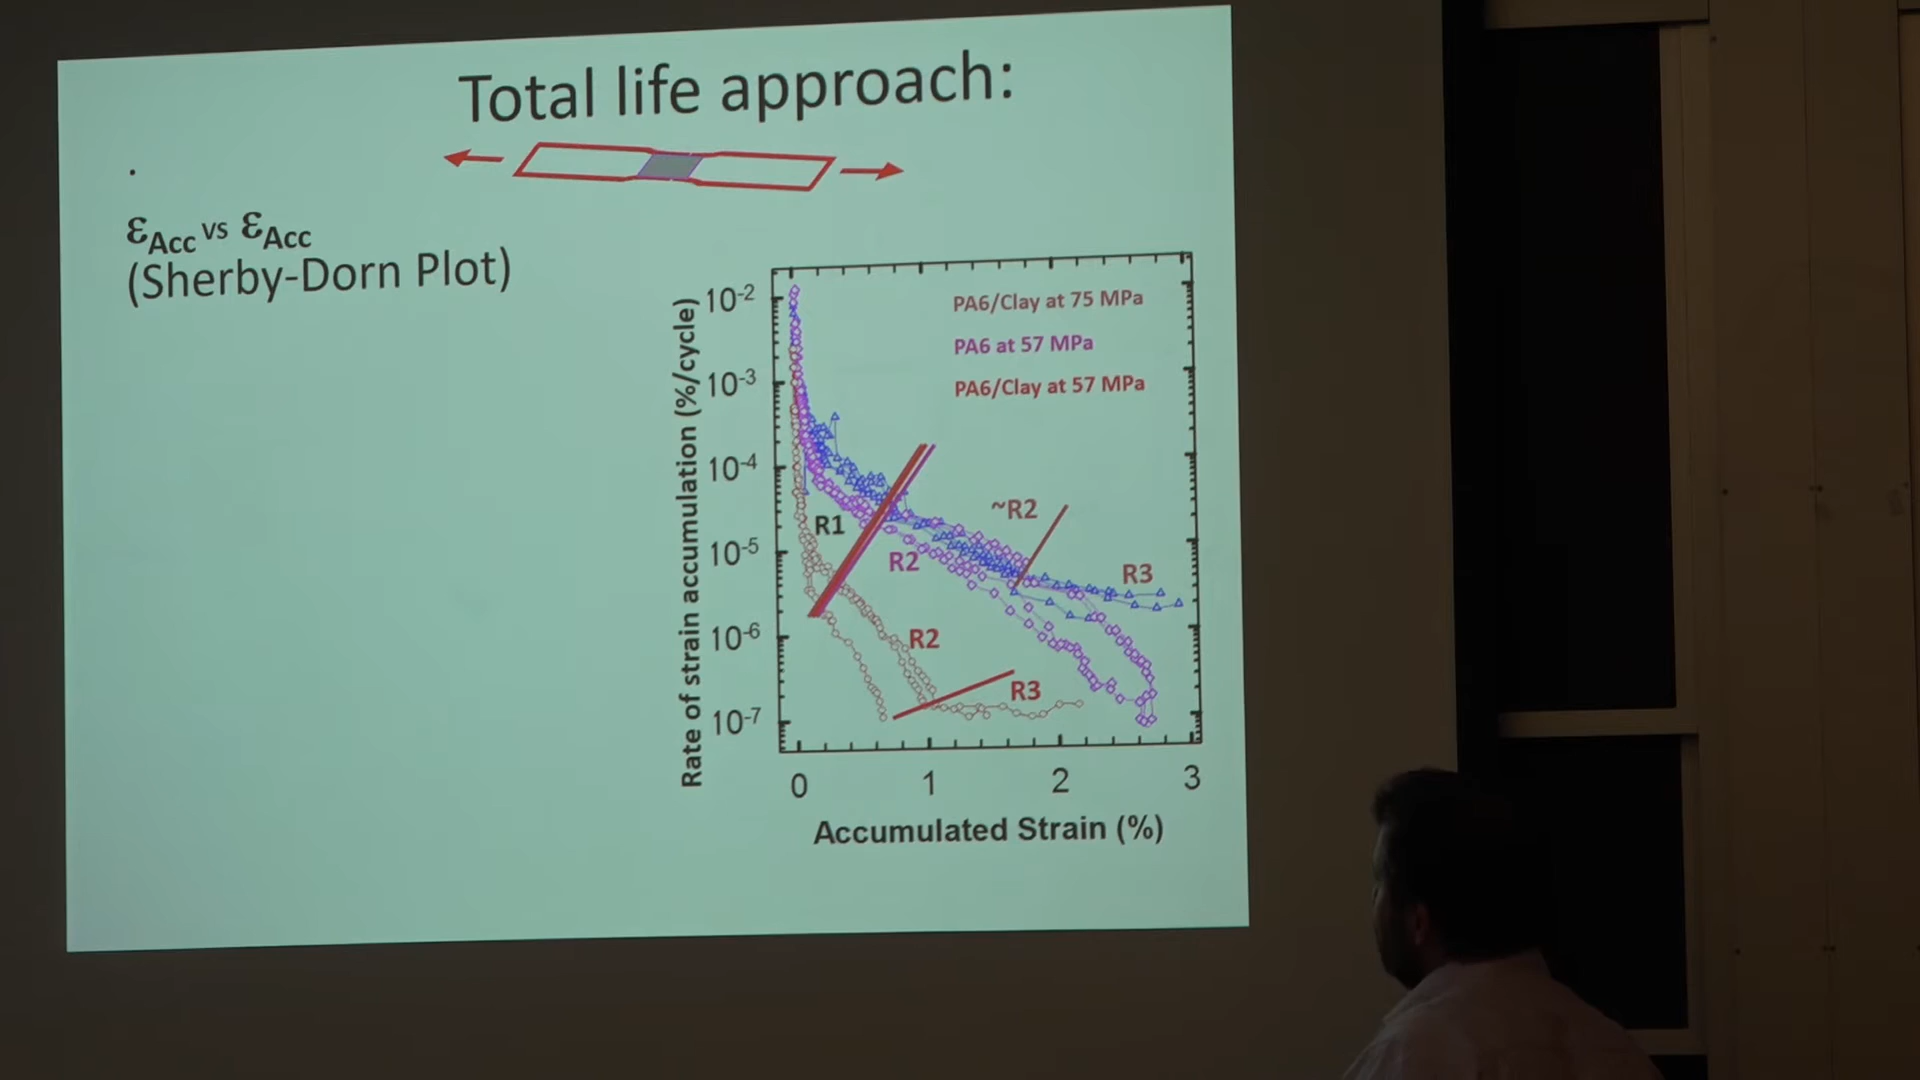 Total life approach:
.
εAcc vs εAcc
(Sherby-Dorn Plot)
Rate of strain accumulation (%/cycle)
10-2
10-3
10-4
10-5
10-6
10-7
PA6/Clay at 75 MPa
PA6 at 57 MPa
PA6/Clay at 57 MPa
R1
R2
~R2
R3
R2
R3
0 1 2 3
Accumulated Strain (%)